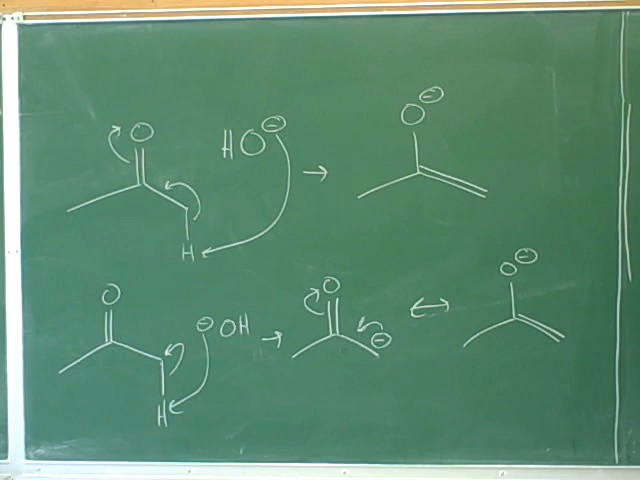 O HO⊖ → O⊖
H
O ⊖OH → O ⊖ ↔ O⊖
H